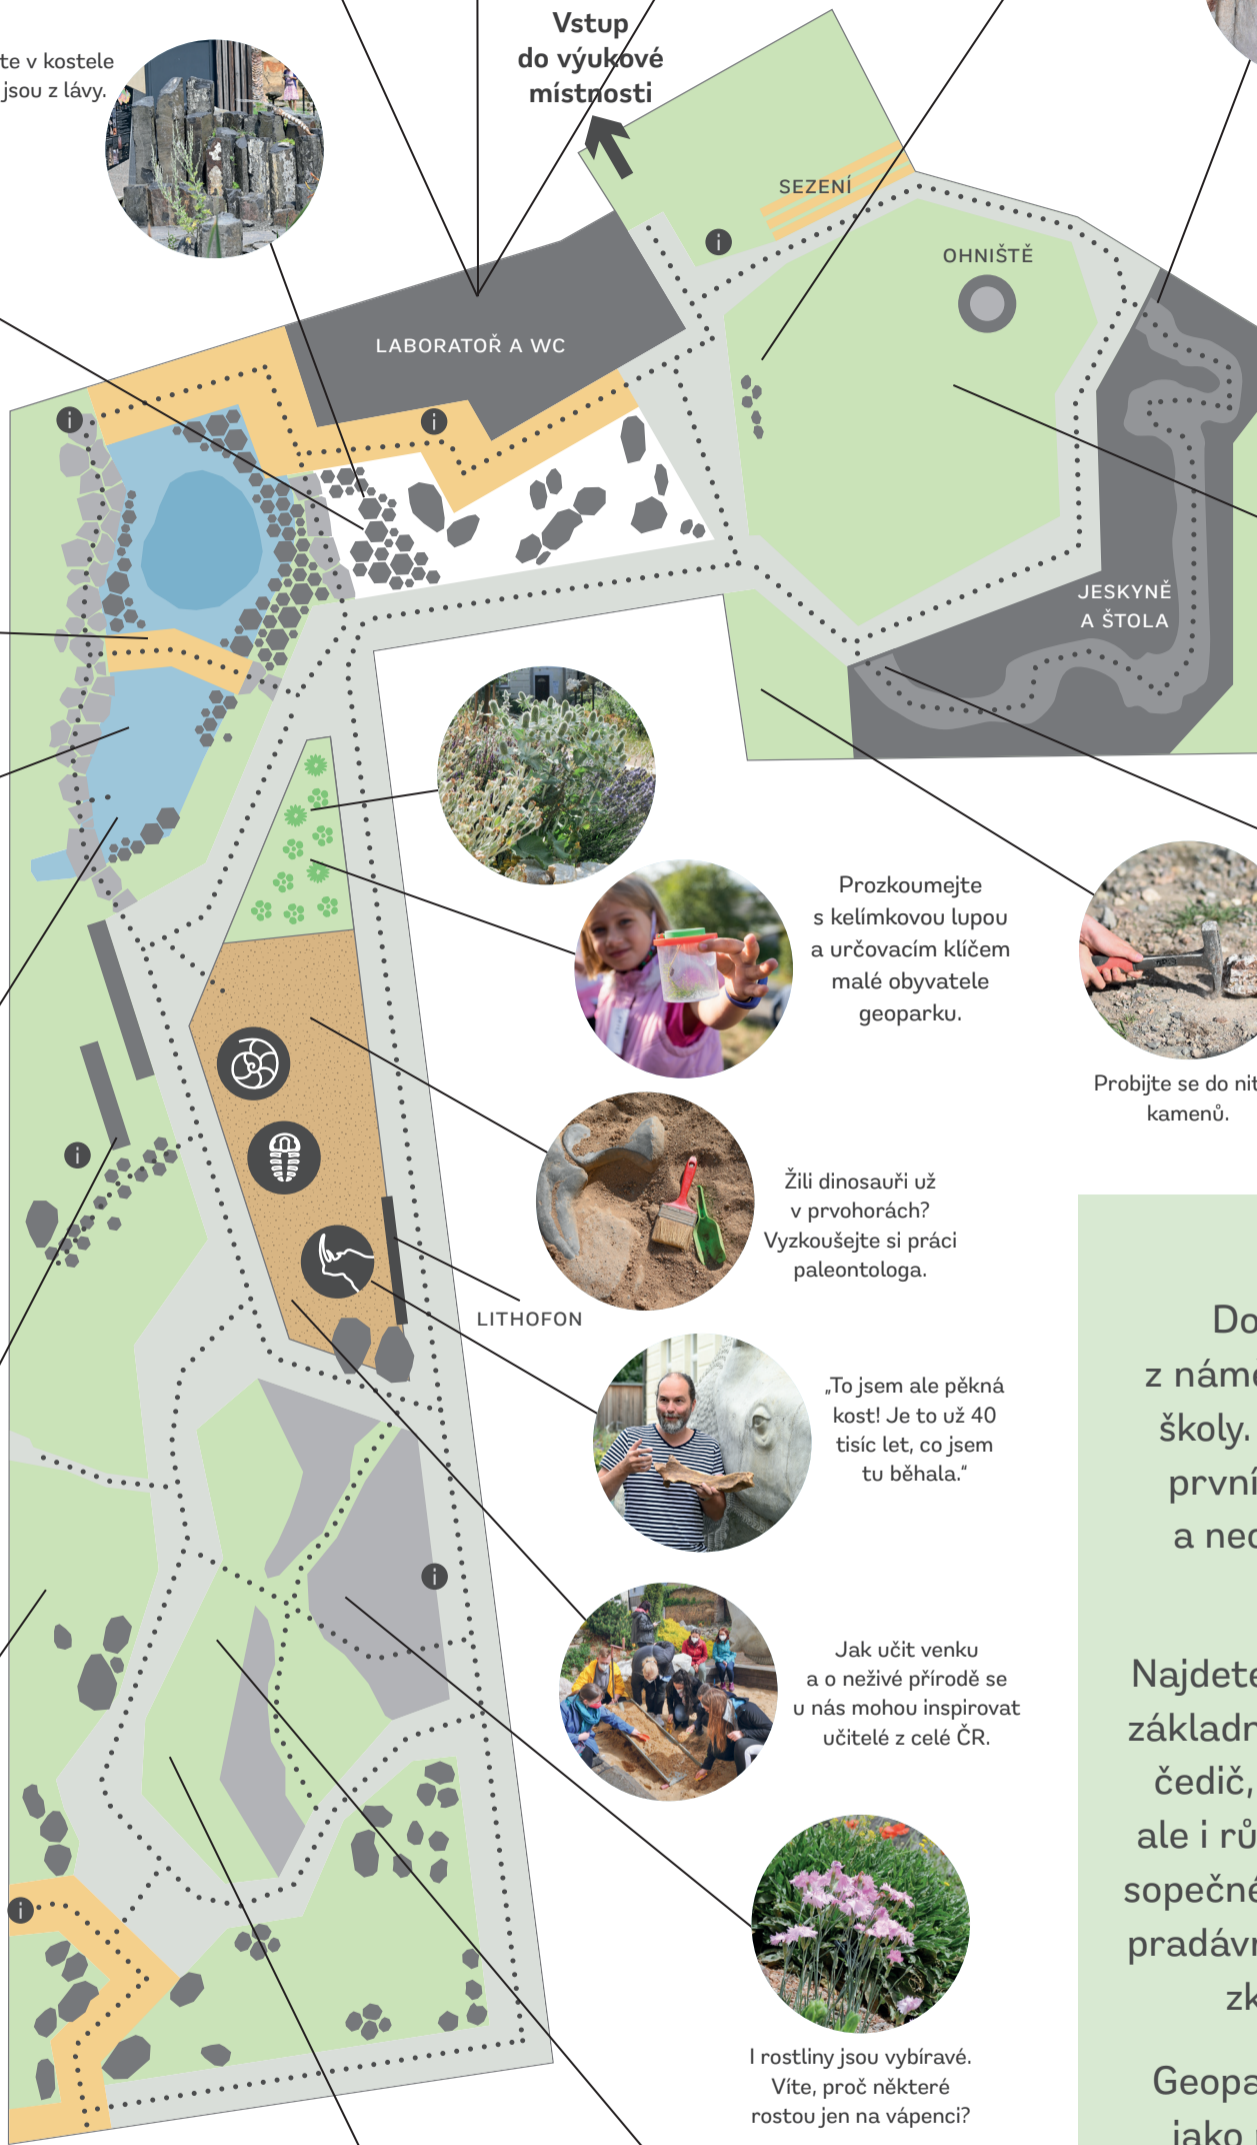 Vstup
do výukové
místnosti
te v kostele
jsou z lávy.
SEZENÍ
i
OHNIŠTĚ
LABORATOŘ A WC
i
i
JESKYNĚ
A ŠTOLA
Prozkoumejte
s kelímkovou lupou
a určovacím klíčem
malé obyvatele
geoparku.
Probijte se do nit
kamenů.
i
Žili dinosauři už
v prvohorách?
Vyzkoušejte si práci
paleontologa.
LITHOFON
„To jsem ale pěkná
kost! Je to už 40
tisíc let, co jsem
tu běhala.“
i
Jak učit venku
a o neživé přírodě se
u nás mohou inspirovat
učitelé z celé ČR.
i
I rostliny jsou vybíravé.
Víte, proč některé
rostou jen na vápenci?
Do
z námě
školy.
první
a ned
Najdete
základn
čedič,
ale i rů
sopečné
pradávn
zk
Geopa
jako